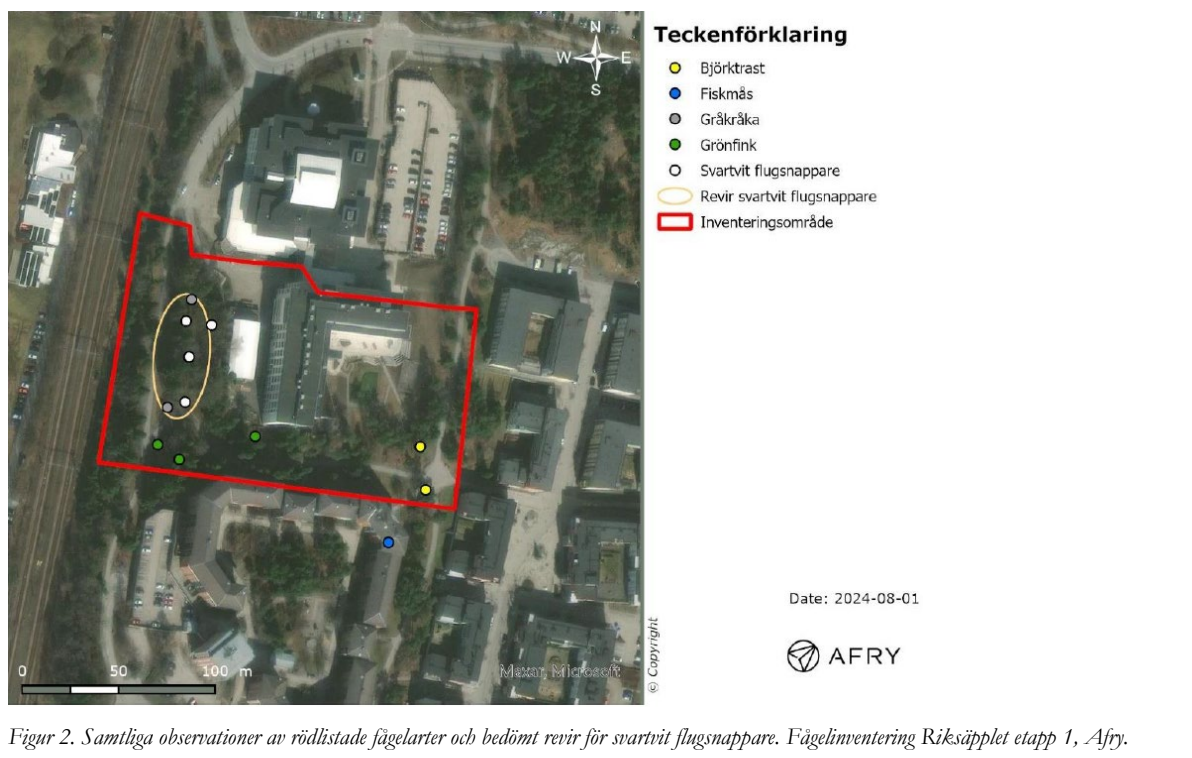 N
W E
S
Teckenförklaring
Björktrast
Fiskmås
Gråkråka
Grönfink
Svartvit flugsnappare
Revir svartvit flugsnappare
Inventeringsområde
Date: 2024-08-01
AFRY
© Copyright
0 50 100 m
Maxar, Microsoft
Figur 2. Samtliga observationer av rödlistade fågelarter och bedömt revir för svartvit flugsnappare. Fågelinventering Riksäpplet etapp 1, Afry.